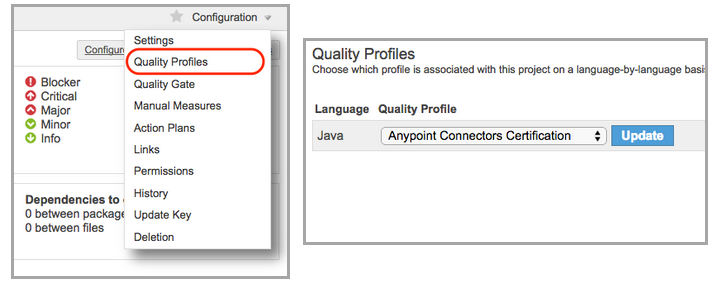 Configuration
Settings
Configure
s
Quality Profiles
Blocker
Quality Gate
Critical
Manual Measures
Major
Action Plans
Minor
Info
Links
Permissions
History
Dependencies to
0 between package
Update Key
0 between files
Deletion
Quality Profiles
Choose which profile is associated with this project on a language-by-language basis
Language Quality Profile
Java Anypoint Connectors Certification Update